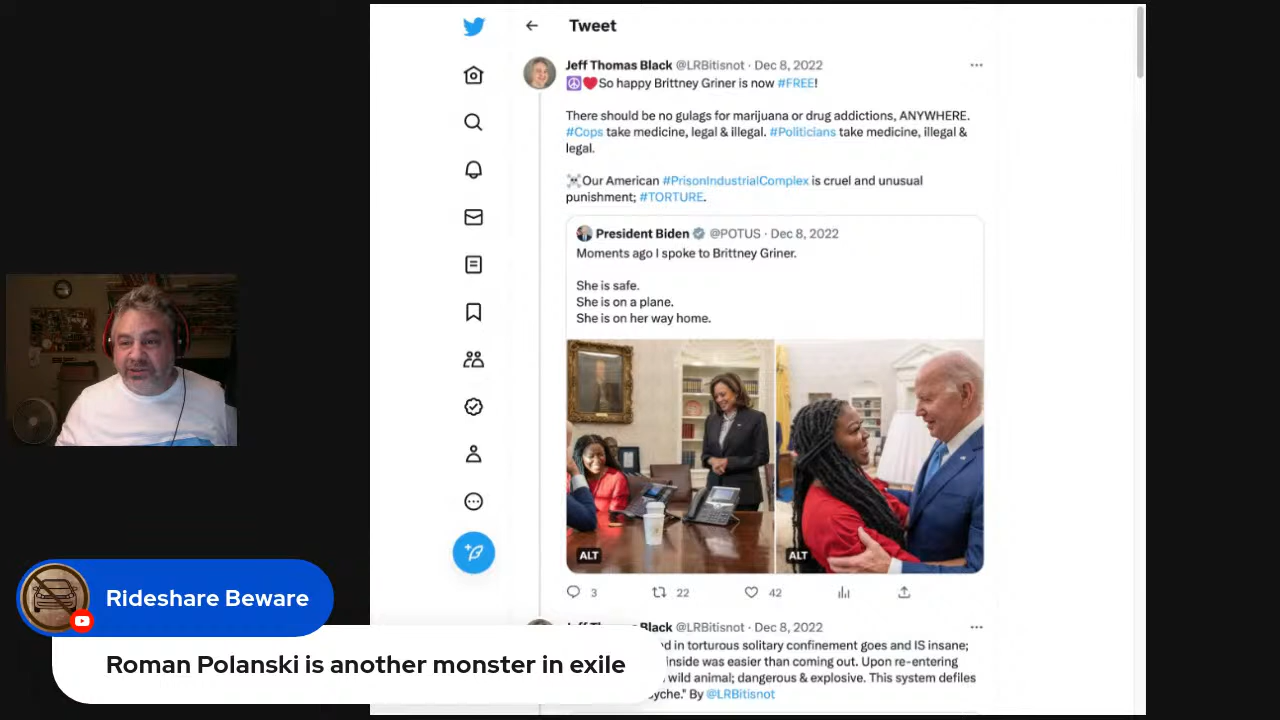 Tweet
Jeff Thomas Black @LRBitisnot · Dec 8, 2022
So happy Brittney Griner is now #FREE!
There should be no gulags for marijuana or drug addictions, ANYWHERE.
#Cops take medicine, legal & illegal. #Politicians take medicine, illegal &
legal.
Our American #PrisonIndustrialComplex is cruel and unusual
punishment; #TORTURE.
President Biden @POTUS · Dec 8, 2022
Moments ago I spoke to Brittney Griner.
She is safe.
She is on a plane.
She is on her way home.
ALT
ALT
3 22 42
Black @LRBitisnot · Dec 8, 2022
d in torturous solitary confinement goes and IS insane;
inside was easier than coming out. Upon re-entering
wild animal; dangerous & explosive. This system defiles
yche." By @LRBitisnot
Rideshare Beware
Roman Polanski is another monster in exile